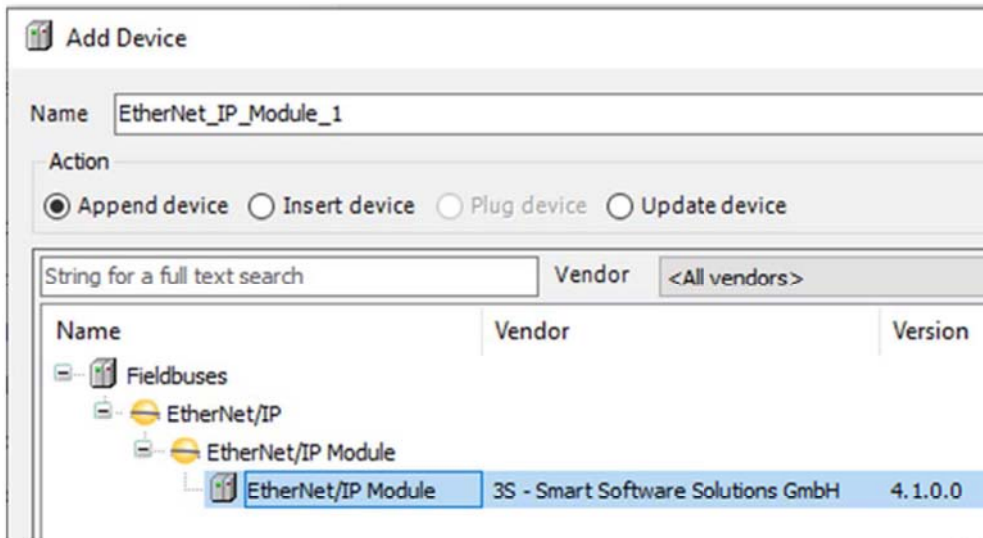 Add Device
Name EtherNet_IP_Module_1
Action
Append device Insert device Plug device Update device
String for a full text search Vendor <All vendors>
Name Vendor Version
Fieldbuses
EtherNet/IP
EtherNet/IP Module
EtherNet/IP Module 3S - Smart Software Solutions GmbH 4.1.0.0